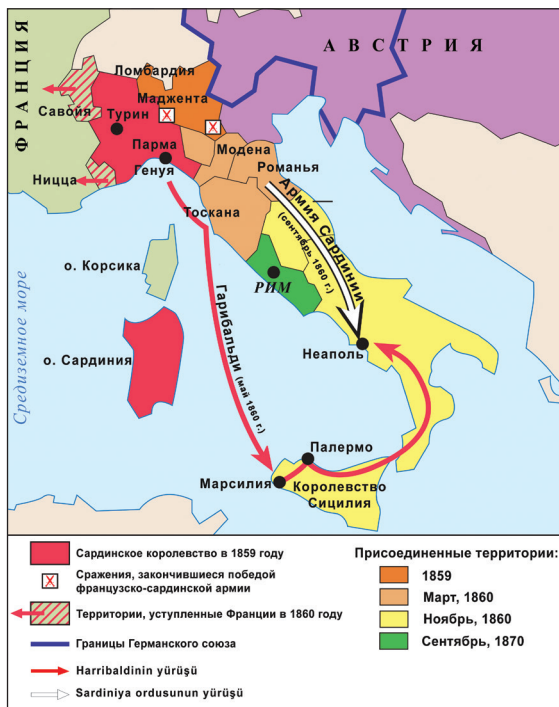 ФРАНЦИЯ
АВСТРИЯ
Ломбардия
Маджента
Савойя
Турин
Парма
Генуя
Модена
Романья
Ницца
Тоскана
Армия Сардинии
(сентябрь 1860 г.)
о. Корсика
РИМ
Средиземное море
Гарибальди (май 1860 г.)
о. Сардиния
Неаполь
Палермо
Марсилия
Королевство
Сицилия
Сардинское королевство в 1859 году
Сражения, закончившиеся победой
французско-сардинской армии
Территории, уступленные Франции в 1860 году
Границы Германского союза
Harribaldinin yürüşü
Sardiniya ordusunun yürüşü
Присоединенные территории:
1859
Март, 1860
Ноябрь, 1860
Сентябрь, 1870